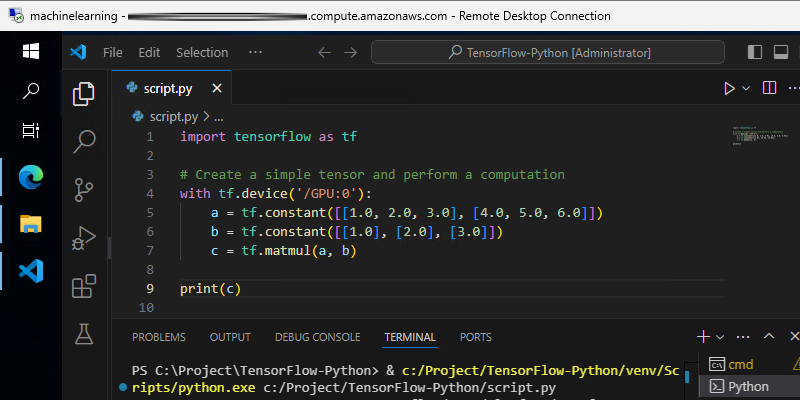 machinelearning - .compute.amazonaws.com - Remote Desktop Connection
File Edit Selection ··· TensorFlow-Python [Administrator]
script.py
script.py > ...
1 import tensorflow as tf
2
3 # Create a simple tensor and perform a computation
4 with tf.device('/GPU:0'):
5 a = tf.constant([[1.0, 2.0, 3.0], [4.0, 5.0, 6.0]])
6 b = tf.constant([[1.0], [2.0], [3.0]])
7 c = tf.matmul(a, b)
8
9 print(c)
10
PROBLEMS OUTPUT DEBUG CONSOLE TERMINAL PORTS
PS C:\Project\TensorFlow-Python> & c:/Project/TensorFlow-Python/venv/Sc
ripts/python.exe c:/Project/TensorFlow-Python/script.py
cmd
Python